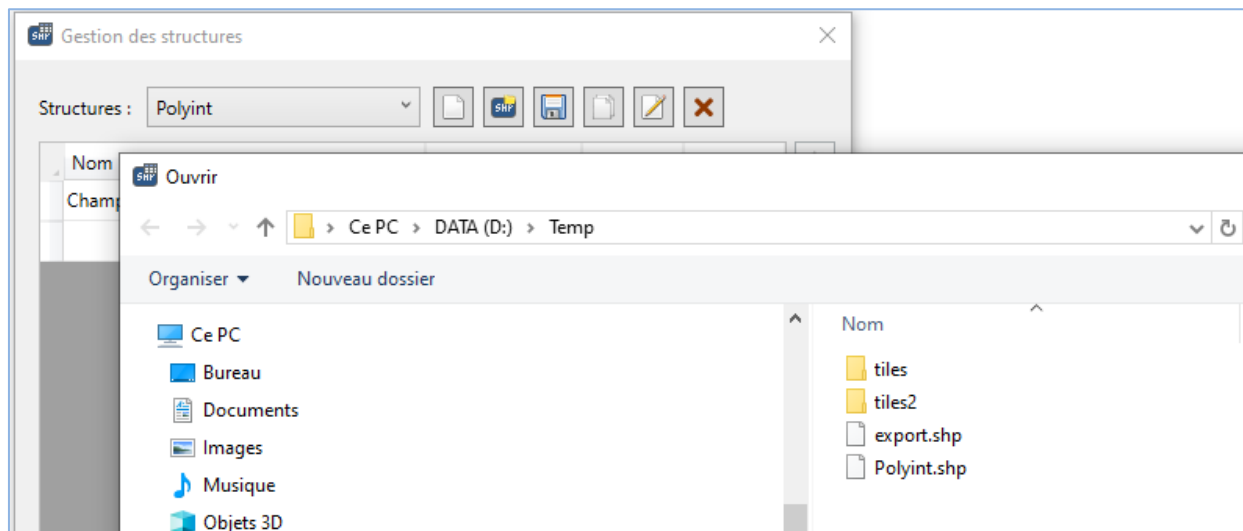 Gestion des structures
Structures : Polyint
Nom
Champ
Ouvrir
Ce PC > DATA (D:) > Temp
Organiser Nouveau dossier
Ce PC
Bureau
Documents
Images
Musique
Objets 3D
Nom
tiles
tiles2
export.shp
Polyint.shp